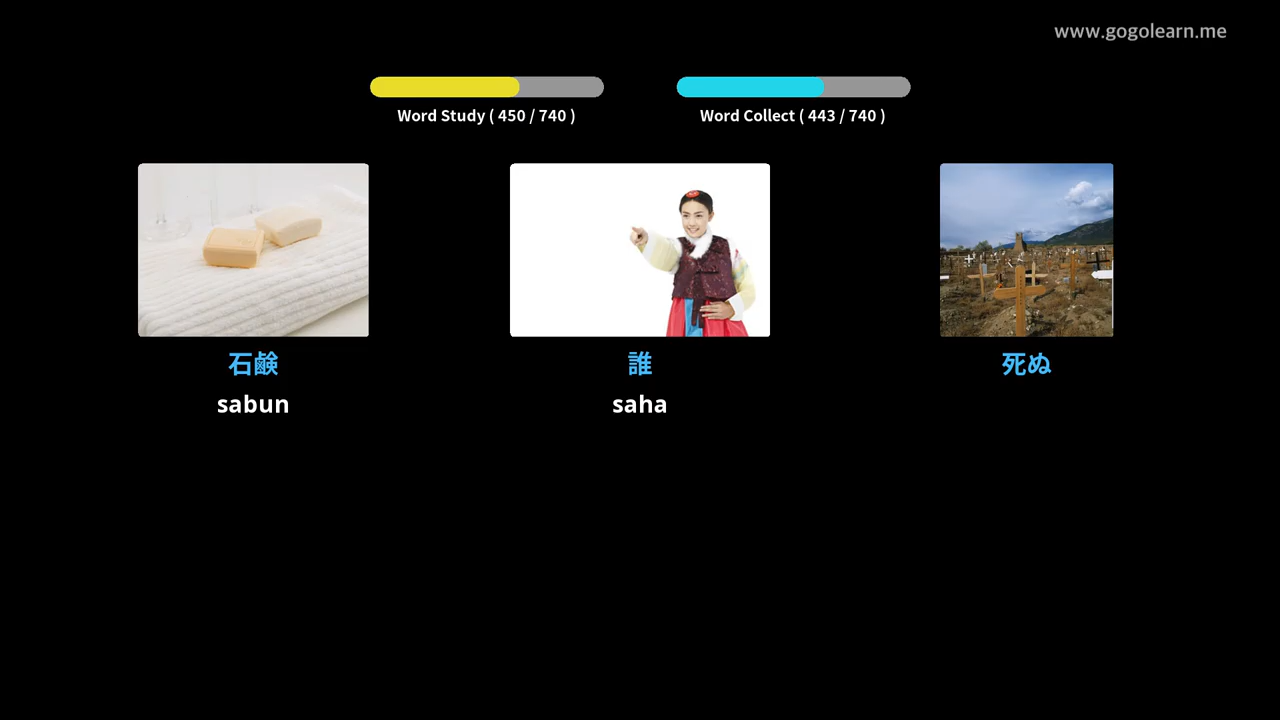 www.gogolearn.me
Word Study ( 450 / 740 )
Word Collect ( 443 / 740 )
石鹸
誰
死ぬ
sabun
saha